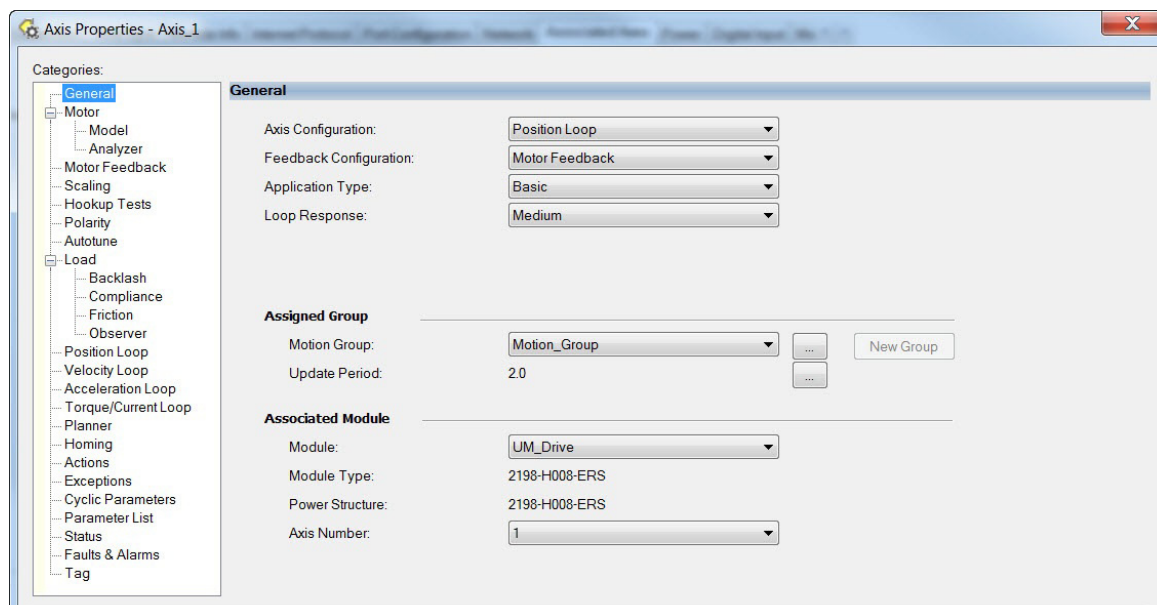 Axis Properties - Axis_1
Categories:
General
Motor
Model
Analyzer
Motor Feedback
Scaling
Hookup Tests
Polarity
Autotune
Load
Backlash
Compliance
Friction
Observer
Position Loop
Velocity Loop
Acceleration Loop
Torque/Current Loop
Planner
Homing
Actions
Exceptions
Cyclic Parameters
Parameter List
Status
Faults & Alarms
Tag
General
Axis Configuration: Position Loop
Feedback Configuration: Motor Feedback
Application Type: Basic
Loop Response: Medium
Assigned Group
Motion Group: Motion_Group ... New Group
Update Period: 2.0 ...
Associated Module
Module: UM_Drive
Module Type: 2198-H008-ERS
Power Structure: 2198-H008-ERS
Axis Number: 1